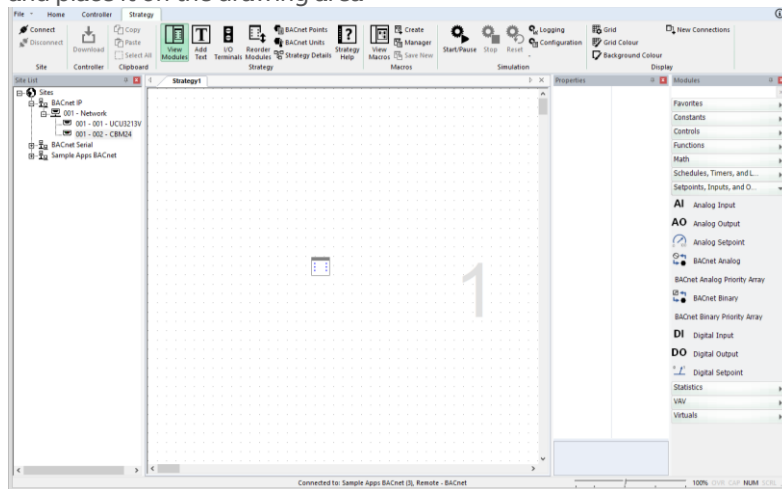 and place it on the drawing area
File Home Controller Strategy
Connect
Disconnect
Site
Download
Controller
Copy
Paste
Select All
Clipboard
View Modules
Add Text
I/O Terminals
Reorder Modules
BACnet Points
BACnet Units
Strategy Details
Strategy Help
Strategy
View Macros
Create
Manager
Save New
Macros
Start/Pause
Stop
Reset
Logging
Configuration
Simulation
Grid
Grid Colour
Background Colour
New Connections
Display
Site List
Sites
BACnet IP
001 - Network
001 - 001 - UCU3213V
001 - 002 - CBM24
BACnet Serial
Sample Apps BACnet
Strategy1
1
Properties
Modules
Favorites
Constants
Controls
Functions
Math
Schedules, Timers, and L...
Setpoints, Inputs, and O...
AI Analog Input
AO Analog Output
Analog Setpoint
BACnet Analog
BACnet Analog Priority Array
BACnet Binary
BACnet Binary Priority Array
DI Digital Input
DO Digital Output
Digital Setpoint
Statistics
VAV
Virtuals
Connected to: Sample Apps BACnet (3), Remote - BACnet
100% OVR CAP NUM SCRL